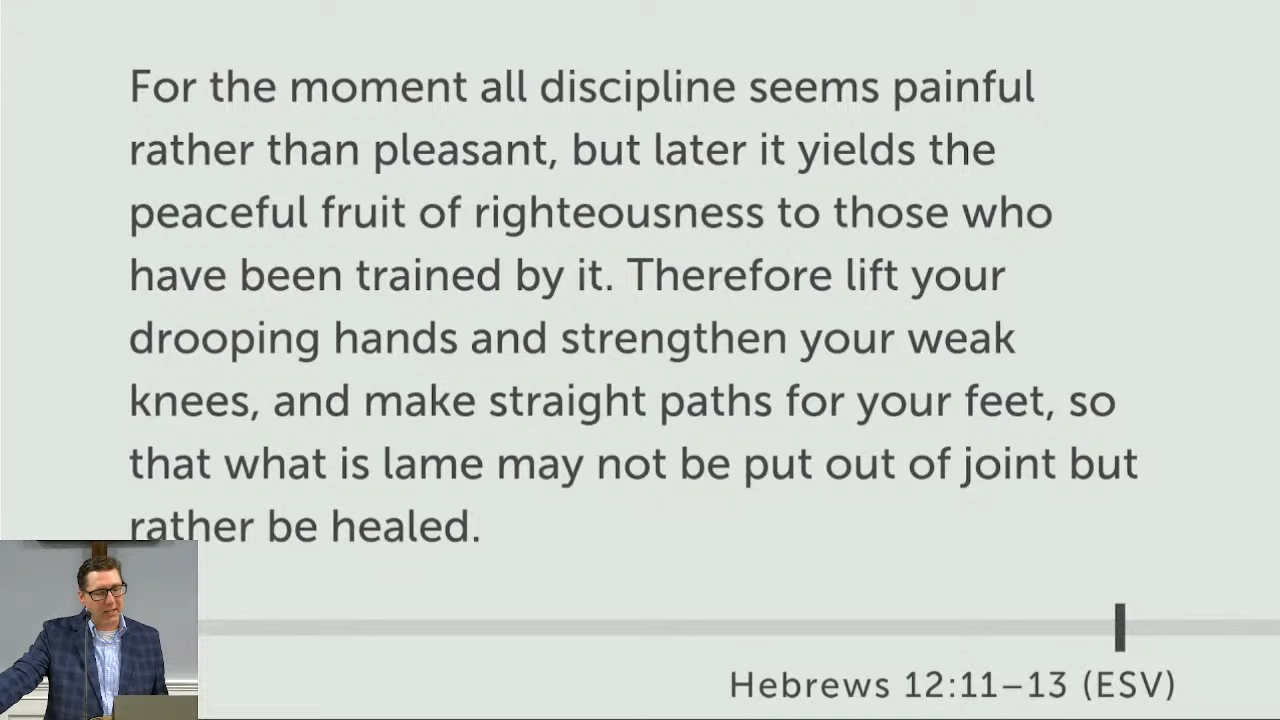 For the moment all discipline seems painful
rather than pleasant, but later it yields the
peaceful fruit of righteousness to those who
have been trained by it. Therefore lift your
drooping hands and strengthen your weak
knees, and make straight paths for your feet, so
that what is lame may not be put out of joint but
rather be healed.
Hebrews 12:11–13 (ESV)